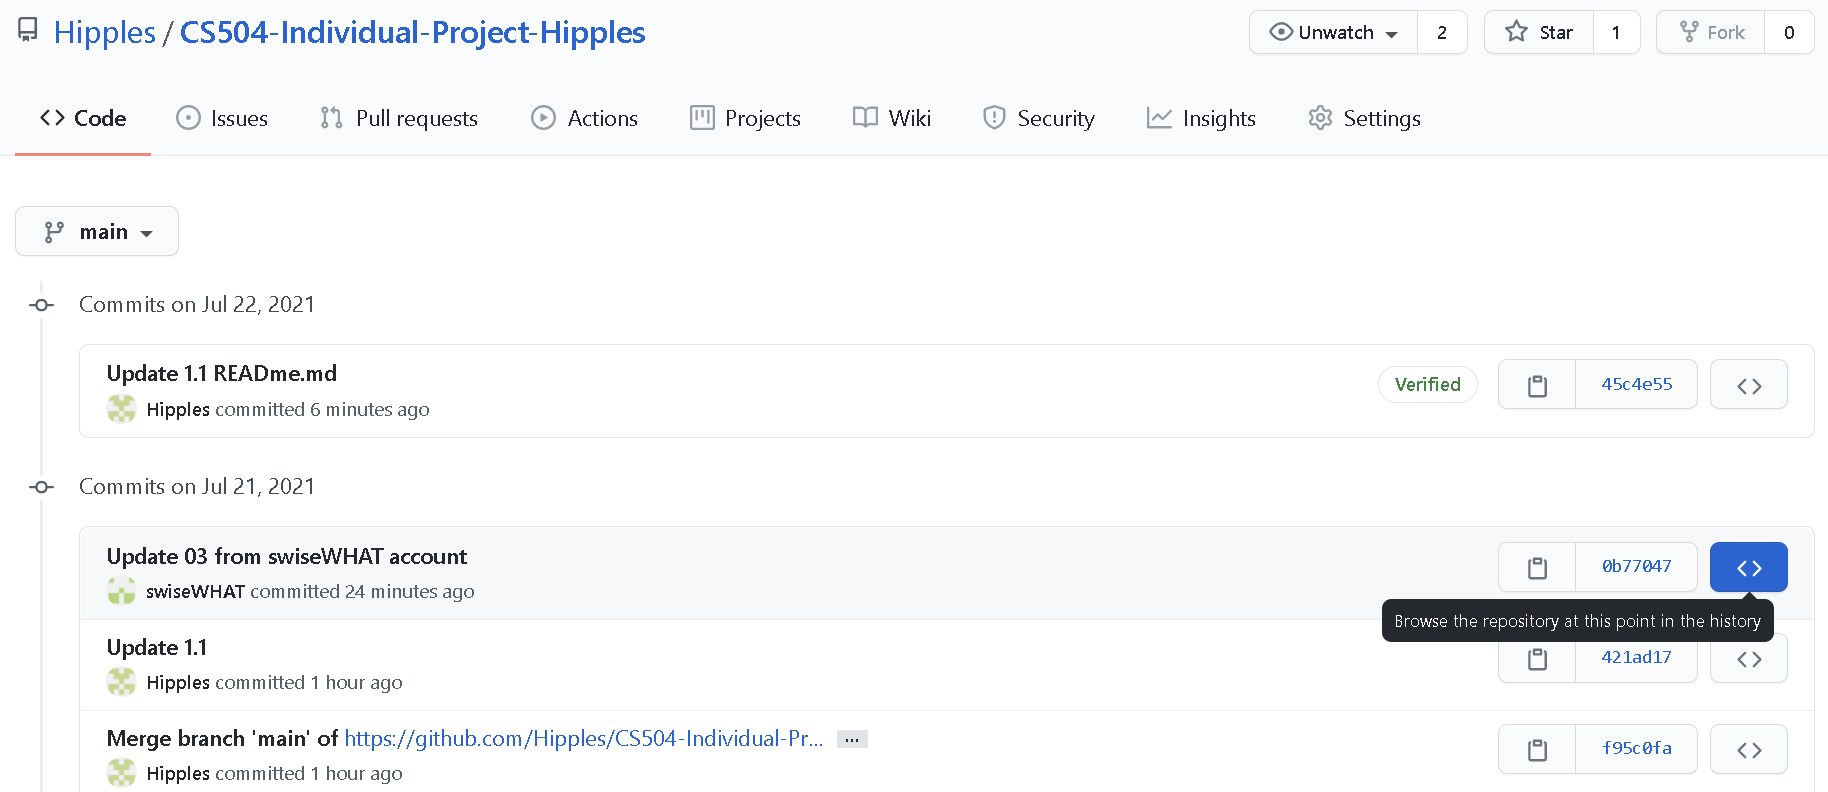 Hipples / CS504-Individual-Project-Hipples
Unwatch 2 Star 1 Fork 0
Code Issues Pull requests Actions Projects Wiki Security Insights Settings
main
Commits on Jul 22, 2021
Update 1.1 READme.md
Hipples committed 6 minutes ago
Verified 45c4e55
Commits on Jul 21, 2021
Update 03 from swiseWHAT account
swiseWHAT committed 24 minutes ago
0b77047
Browse the repository at this point in the history
Update 1.1
Hipples committed 1 hour ago
421ad17
Merge branch 'main' of https://github.com/Hipples/CS504-Individual-Pr... ...
Hipples committed 1 hour ago
f95c0fa